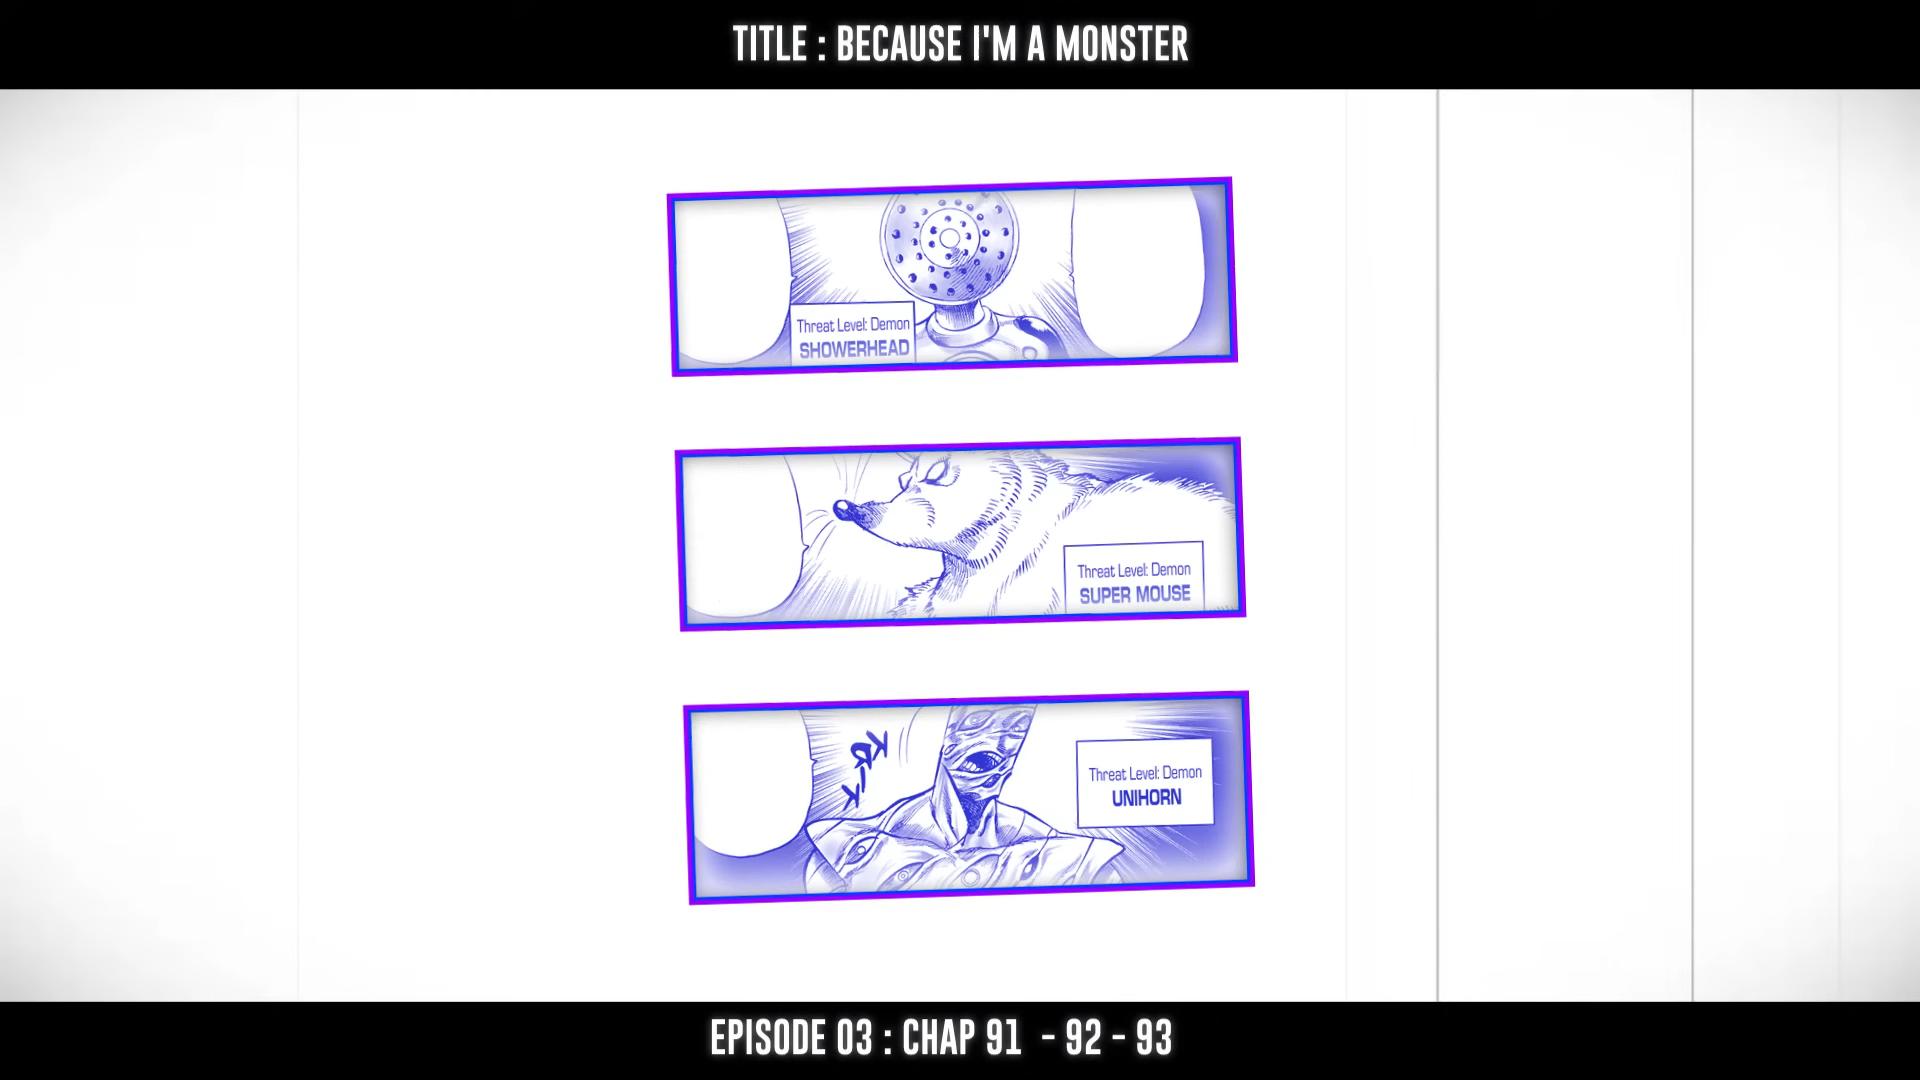 TITLE : BECAUSE I'M A MONSTER
Threat Level: Demon
SHOWERHEAD
Threat Level: Demon
SUPER MOUSE
Threat Level: Demon
UNIHORN
EPISODE 03 : CHAP 91 - 92 - 93